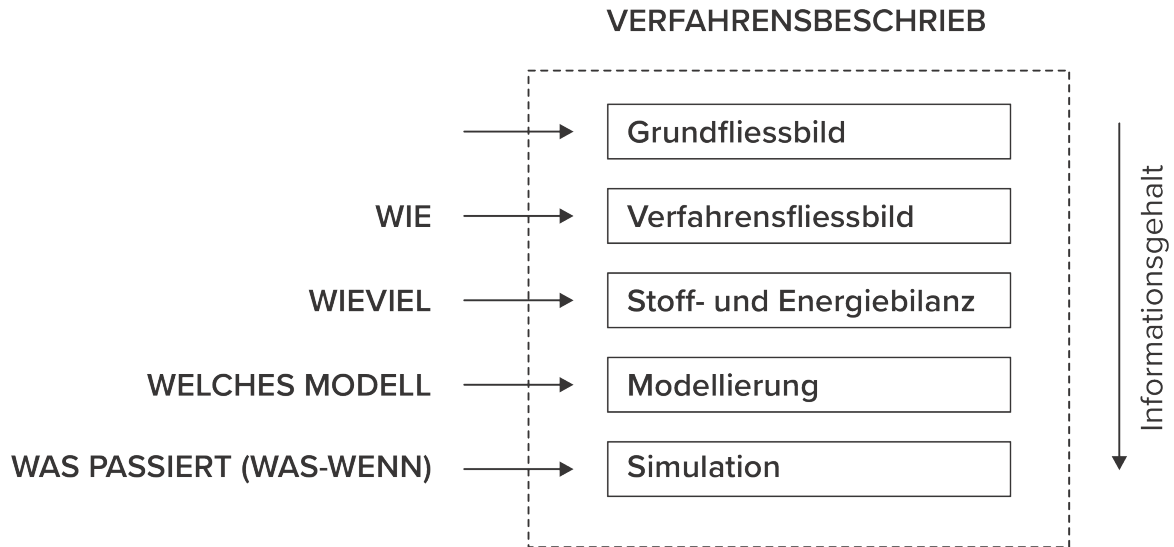 VERFAHRENSBESCHRIEB
Grundfliessbild
WIE
Verfahrensfliessbild
WIEVIEL
Stoff- und Energiebilanz
WELCHES MODELL
Modellierung
WAS PASSIERT (WAS-WENN)
Simulation
Informationsgehalt